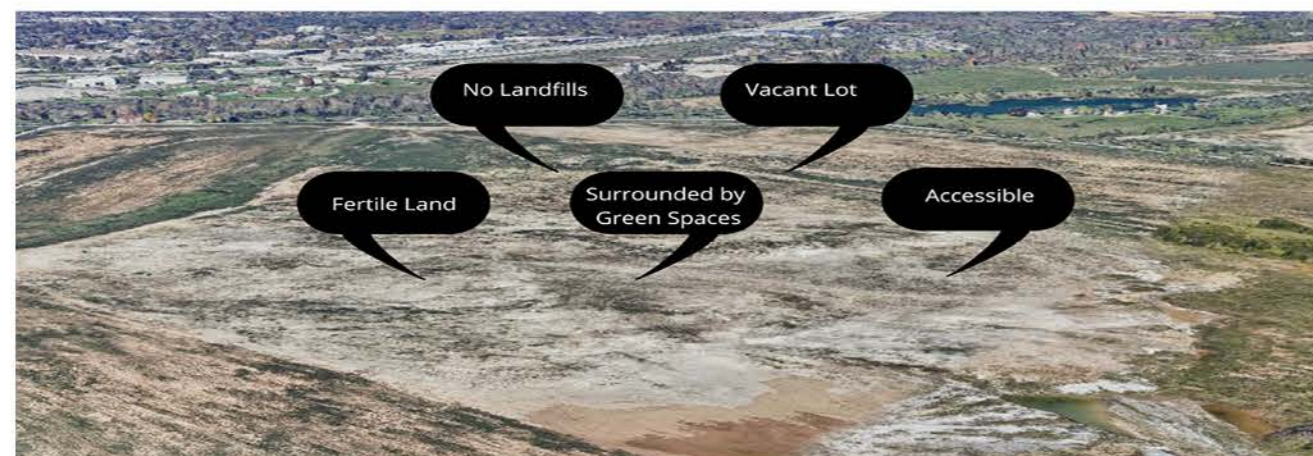 No Landfills
Vacant Lot
Fertile Land
Surrounded by
Green Spaces
Accessible